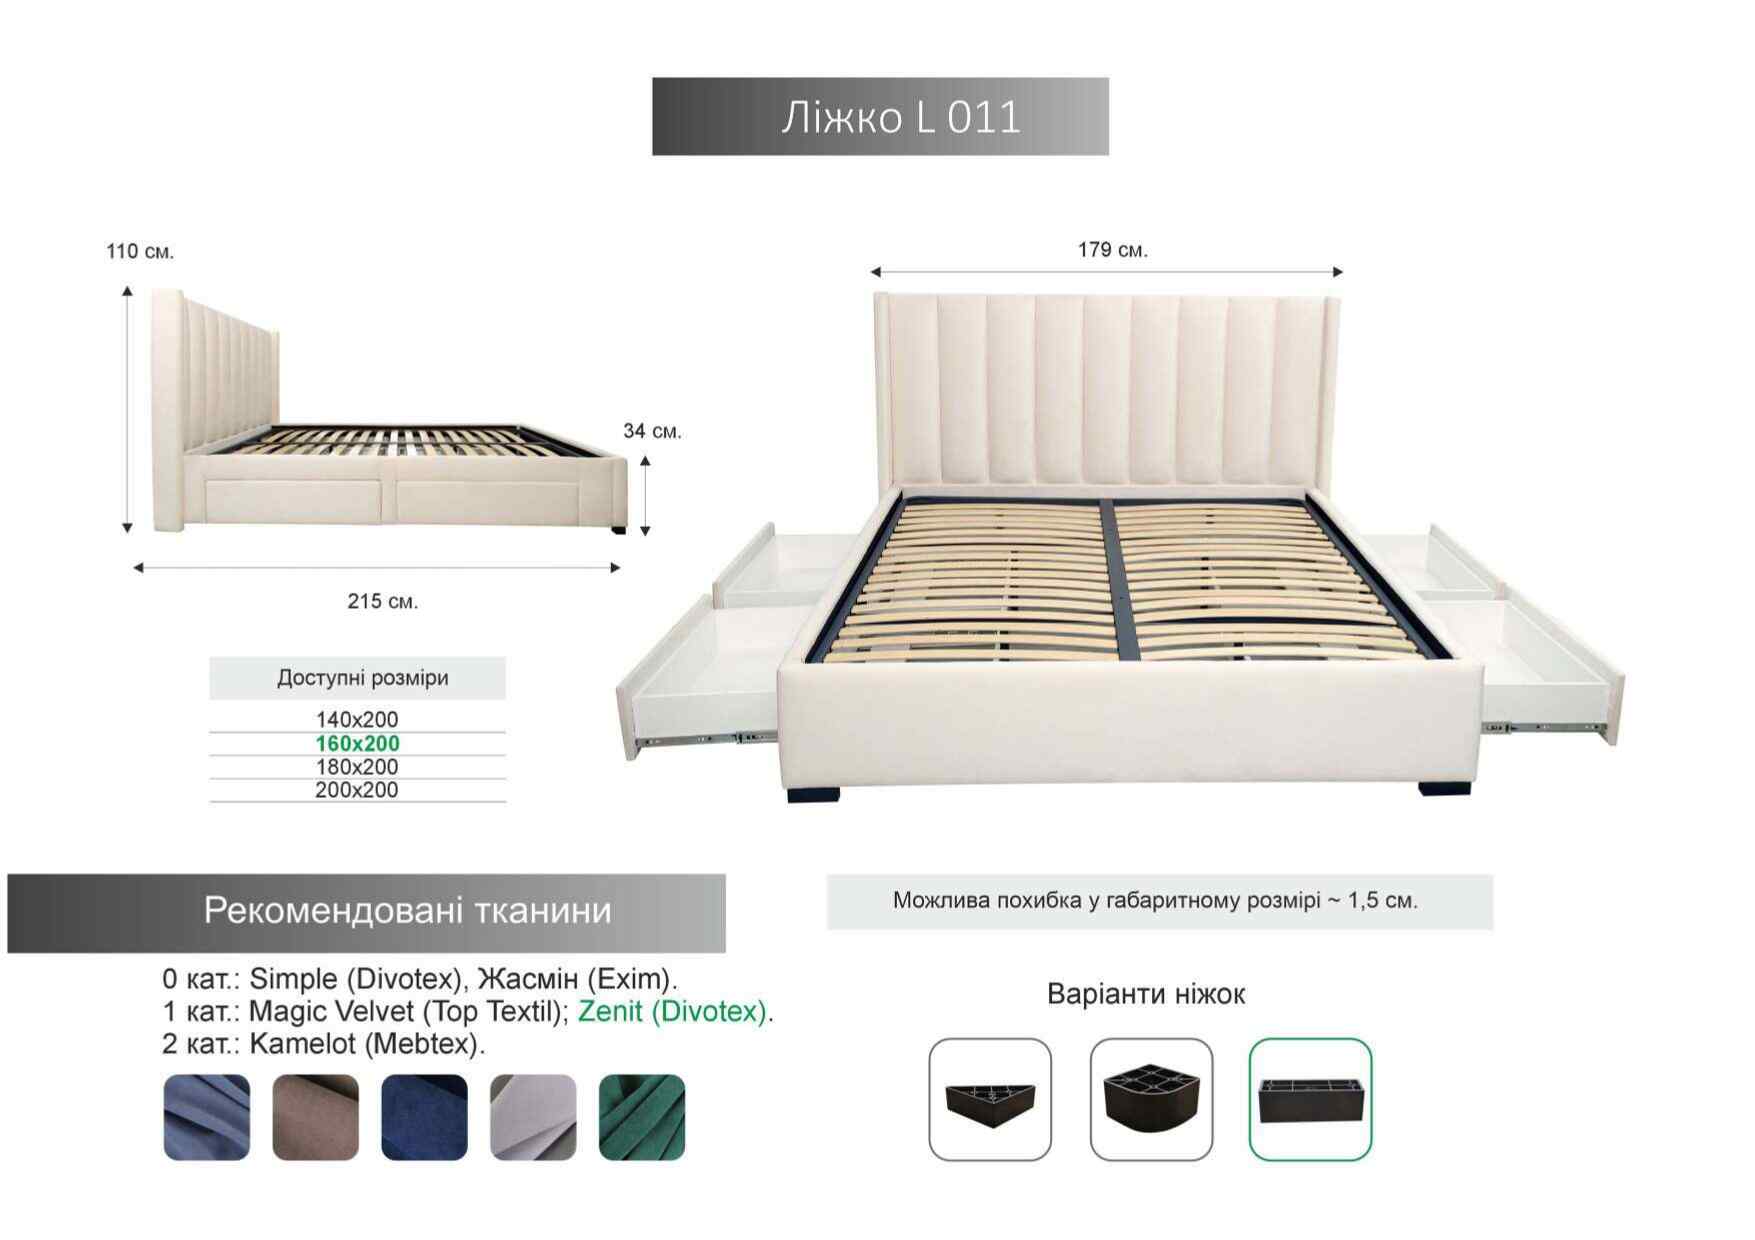 Ліжко L 011
110 см.
179 см.
34 см.
215 см.
Доступні розміри
140х200
160х200
180х200
200х200
Рекомендовані тканини
0 кат.: Simple (Divotex), Жасмін (Exim).
1 кат.: Magic Velvet (Top Textil); Zenit (Divotex).
2 кат.: Kamelot (Mebtex).
Можлива похибка у габаритному розмірі ~ 1,5 см.
Варіанти ніжок